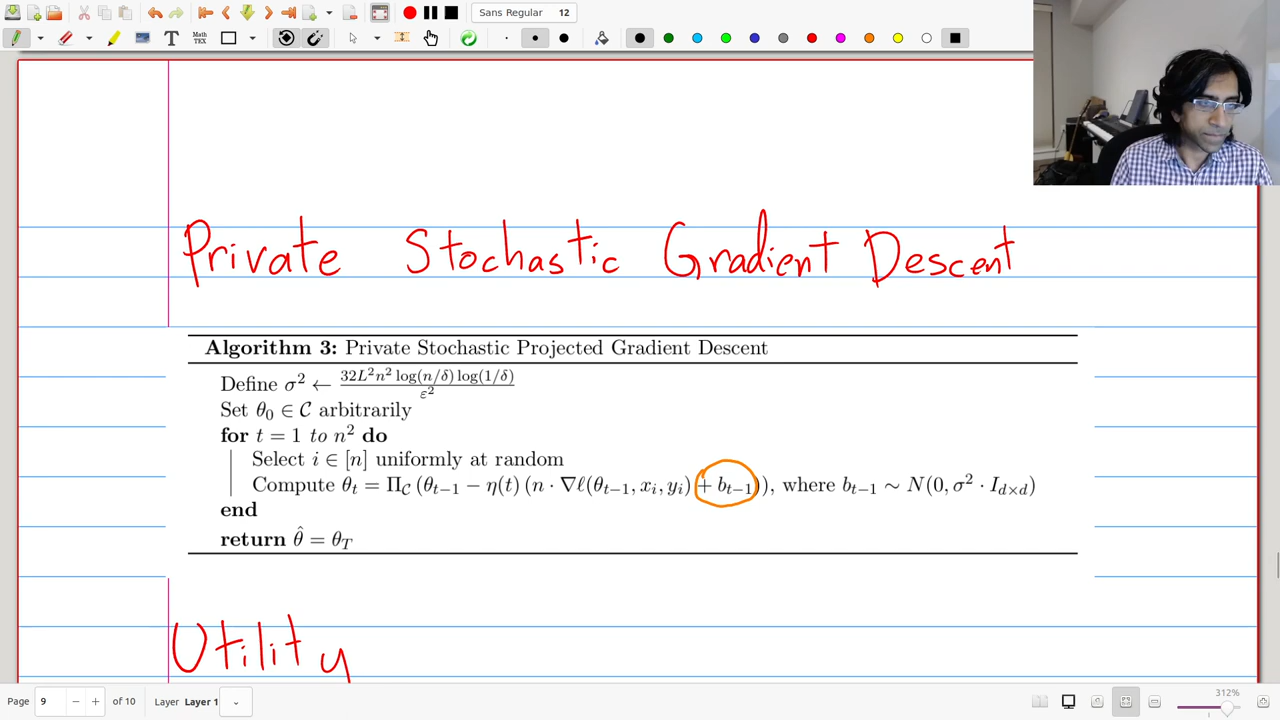 Sans Regular 12
Math
TEX
Private Stochastic Gradient Descent
Algorithm 3: Private Stochastic Projected Gradient Descent
Define σ² ← 32L²n² log(n/δ) log(1/δ) / ε²
Set θ₀ ∈ C arbitrarily
for t = 1 to n² do
Select i ∈ [n] uniformly at random
Compute θₜ = Π_C (θₜ₋₁ − η(t) (n · ∇ℓ(θₜ₋₁, xᵢ, yᵢ) + bₜ₋₁)), where bₜ₋₁ ∼ N(0, σ² · I_{d×d})
end
return θ̂ = θ_T
Utility
Page 9 of 10 Layer Layer 1 312%